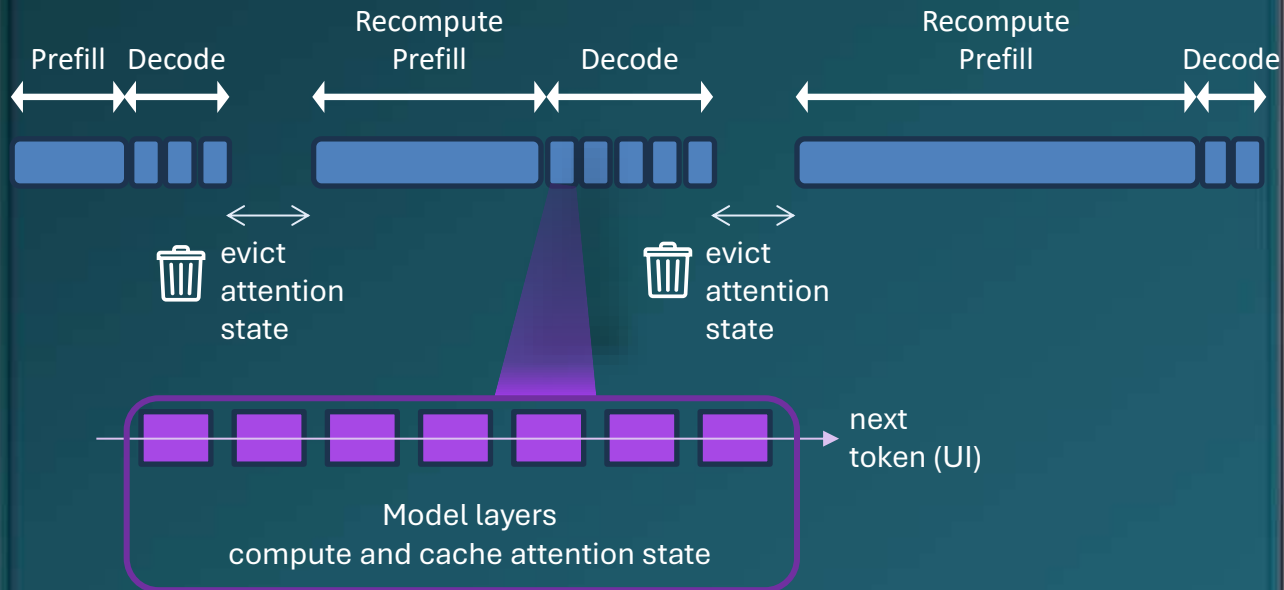 Prefill
Decode
Recompute
Prefill
Decode
Recompute
Prefill
Decode
evict
attention
state
evict
attention
state
next
token (UI)
Model layers
compute and cache attention state